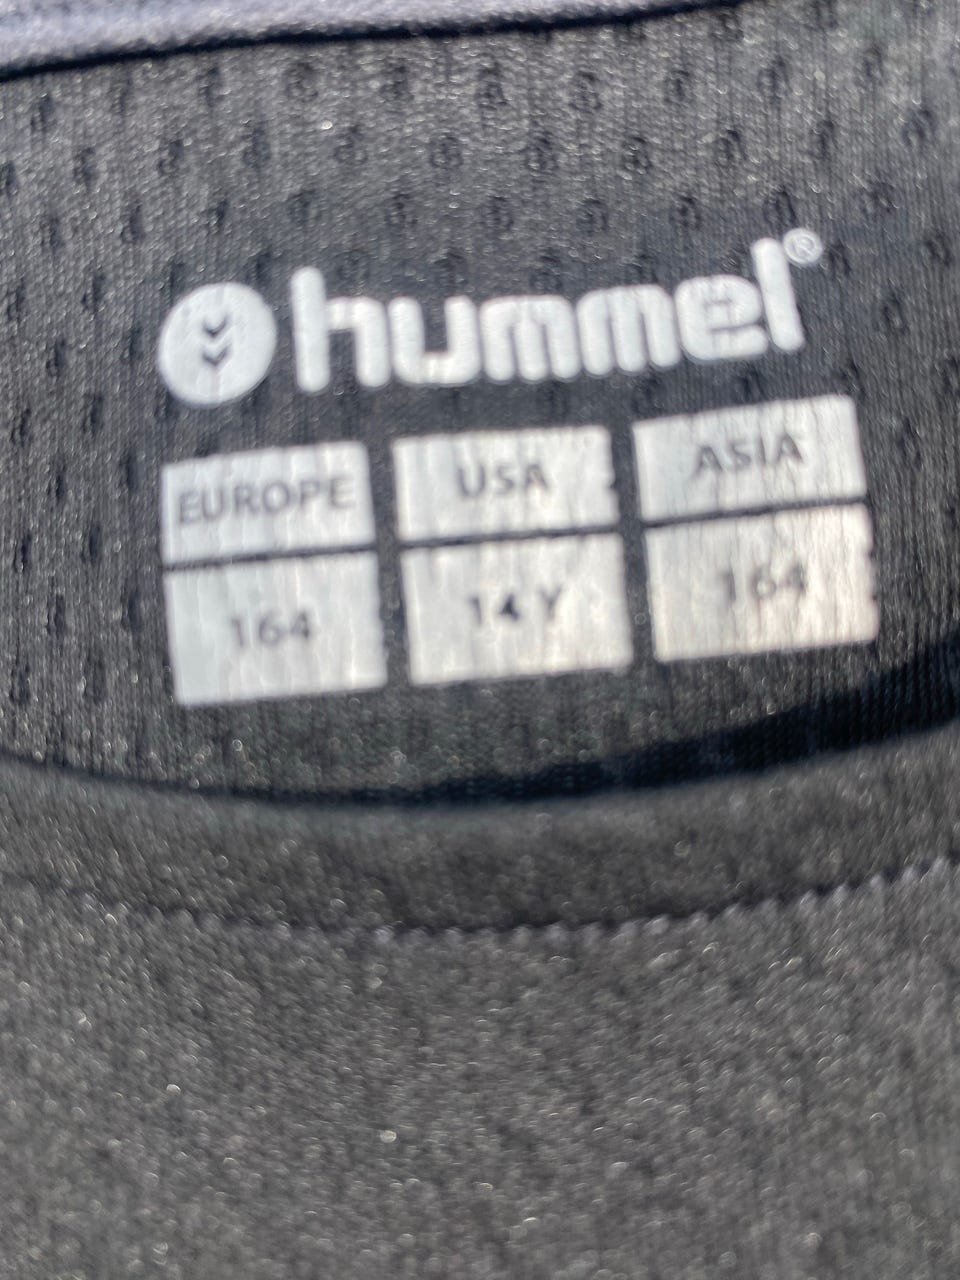 hummel®
EUROPE USA ASIA
164 14 Y 164